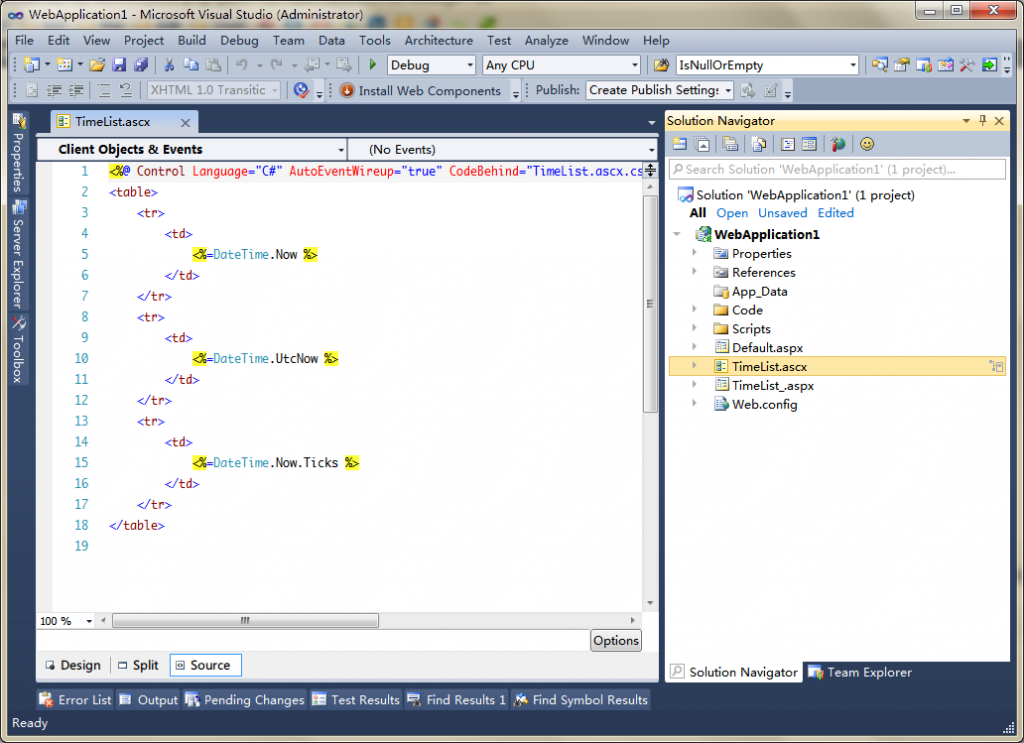 WebApplication1 - Microsoft Visual Studio (Administrator)
File Edit View Project Build Debug Team Data Tools Architecture Test Analyze Window Help
Debug Any CPU IsNullOrEmpty
XHTML 1.0 Transitic Install Web Components Publish: Create Publish Settings
Properties
Server Explorer
Toolbox
TimeList.ascx
Client Objects & Events (No Events)
1 <%@ Control Language="C#" AutoEventWireup="true" CodeBehind="TimeList.ascx.cs
2 <table>
3 <tr>
4 <td>
5 <%=DateTime.Now %>
6 </td>
7 </tr>
8 <tr>
9 <td>
10 <%=DateTime.UtcNow %>
11 </td>
12 </tr>
13 <tr>
14 <td>
15 <%=DateTime.Now.Ticks %>
16 </td>
17 </tr>
18 </table>
19
100 %
Options
Design Split Source
Solution Navigator
Search Solution 'WebApplication1' (1 project)...
Solution 'WebApplication1' (1 project)
All Open Unsaved Edited
WebApplication1
Properties
References
App_Data
Code
Scripts
Default.aspx
TimeList.ascx
TimeList_.aspx
Web.config
Solution Navigator Team Explorer
Error List Output Pending Changes Test Results Find Results 1 Find Symbol Results
Ready